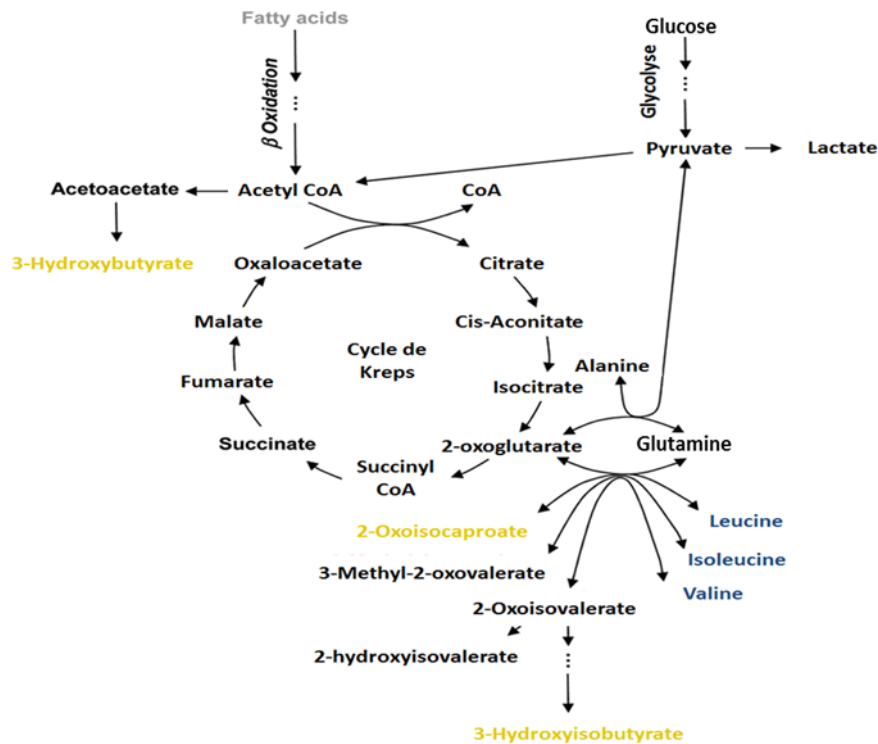 Fatty acids
Glucose
β Oxidation
...
Glycolyse
...
Pyruvate
Lactate
Acetoacetate
Acetyl CoA
CoA
3-Hydroxybutyrate
Oxaloacetate
Citrate
Malate
Cis-Aconitate
Cycle de
Kreps
Alanine
Fumarate
Isocitrate
Succinate
2-oxoglutarate
Glutamine
Succinyl
CoA
2-Oxoisocaproate
Leucine
3-Methyl-2-oxovalerate
Isoleucine
Valine
2-Oxoisovalerate
2-hydroxyisovalerate
...
3-Hydroxyisobutyrate